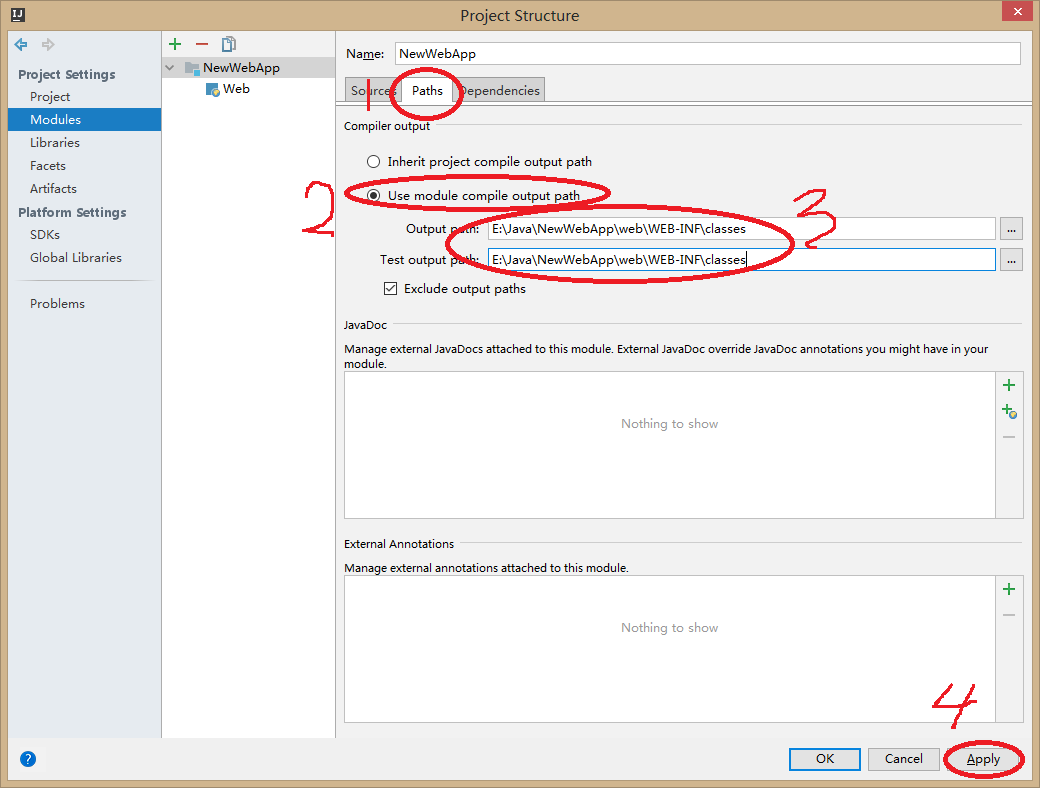 Project Structure
Project Settings
Project
Modules
Libraries
Facets
Artifacts
Platform Settings
SDKs
Global Libraries
Problems
NewWebApp
Web
Name: NewWebApp
Sources Paths Dependencies
1
Compiler output
Inherit project compile output path
2
Use module compile output path
3
Output path: E:\Java\NewWebApp\web\WEB-INF\classes ...
Test output path: E:\Java\NewWebApp\web\WEB-INF\classes ...
Exclude output paths
JavaDoc
Manage external JavaDocs attached to this module. External JavaDoc override JavaDoc annotations you might have in your
module.
Nothing to show
External Annotations
Manage external annotations attached to this module.
Nothing to show
4
? OK Cancel Apply